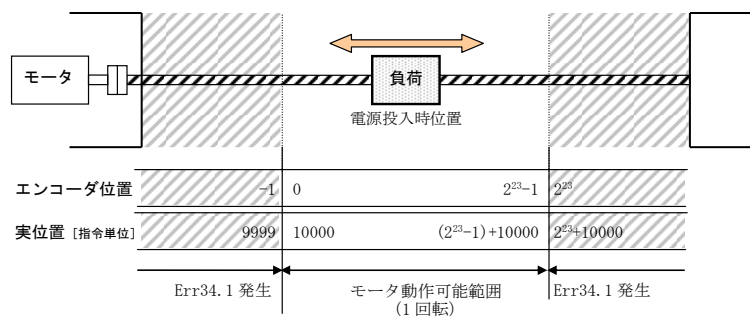 モータ
負荷
電源投入時位置
エンコーダ位置 -1 0 2²³-1 2²³
実位置 [指令単位] 9999 10000 (2²³-1)+10000 2²³+10000
Err34.1 発生 モータ動作可能範囲 Err34.1 発生
(1 回転)